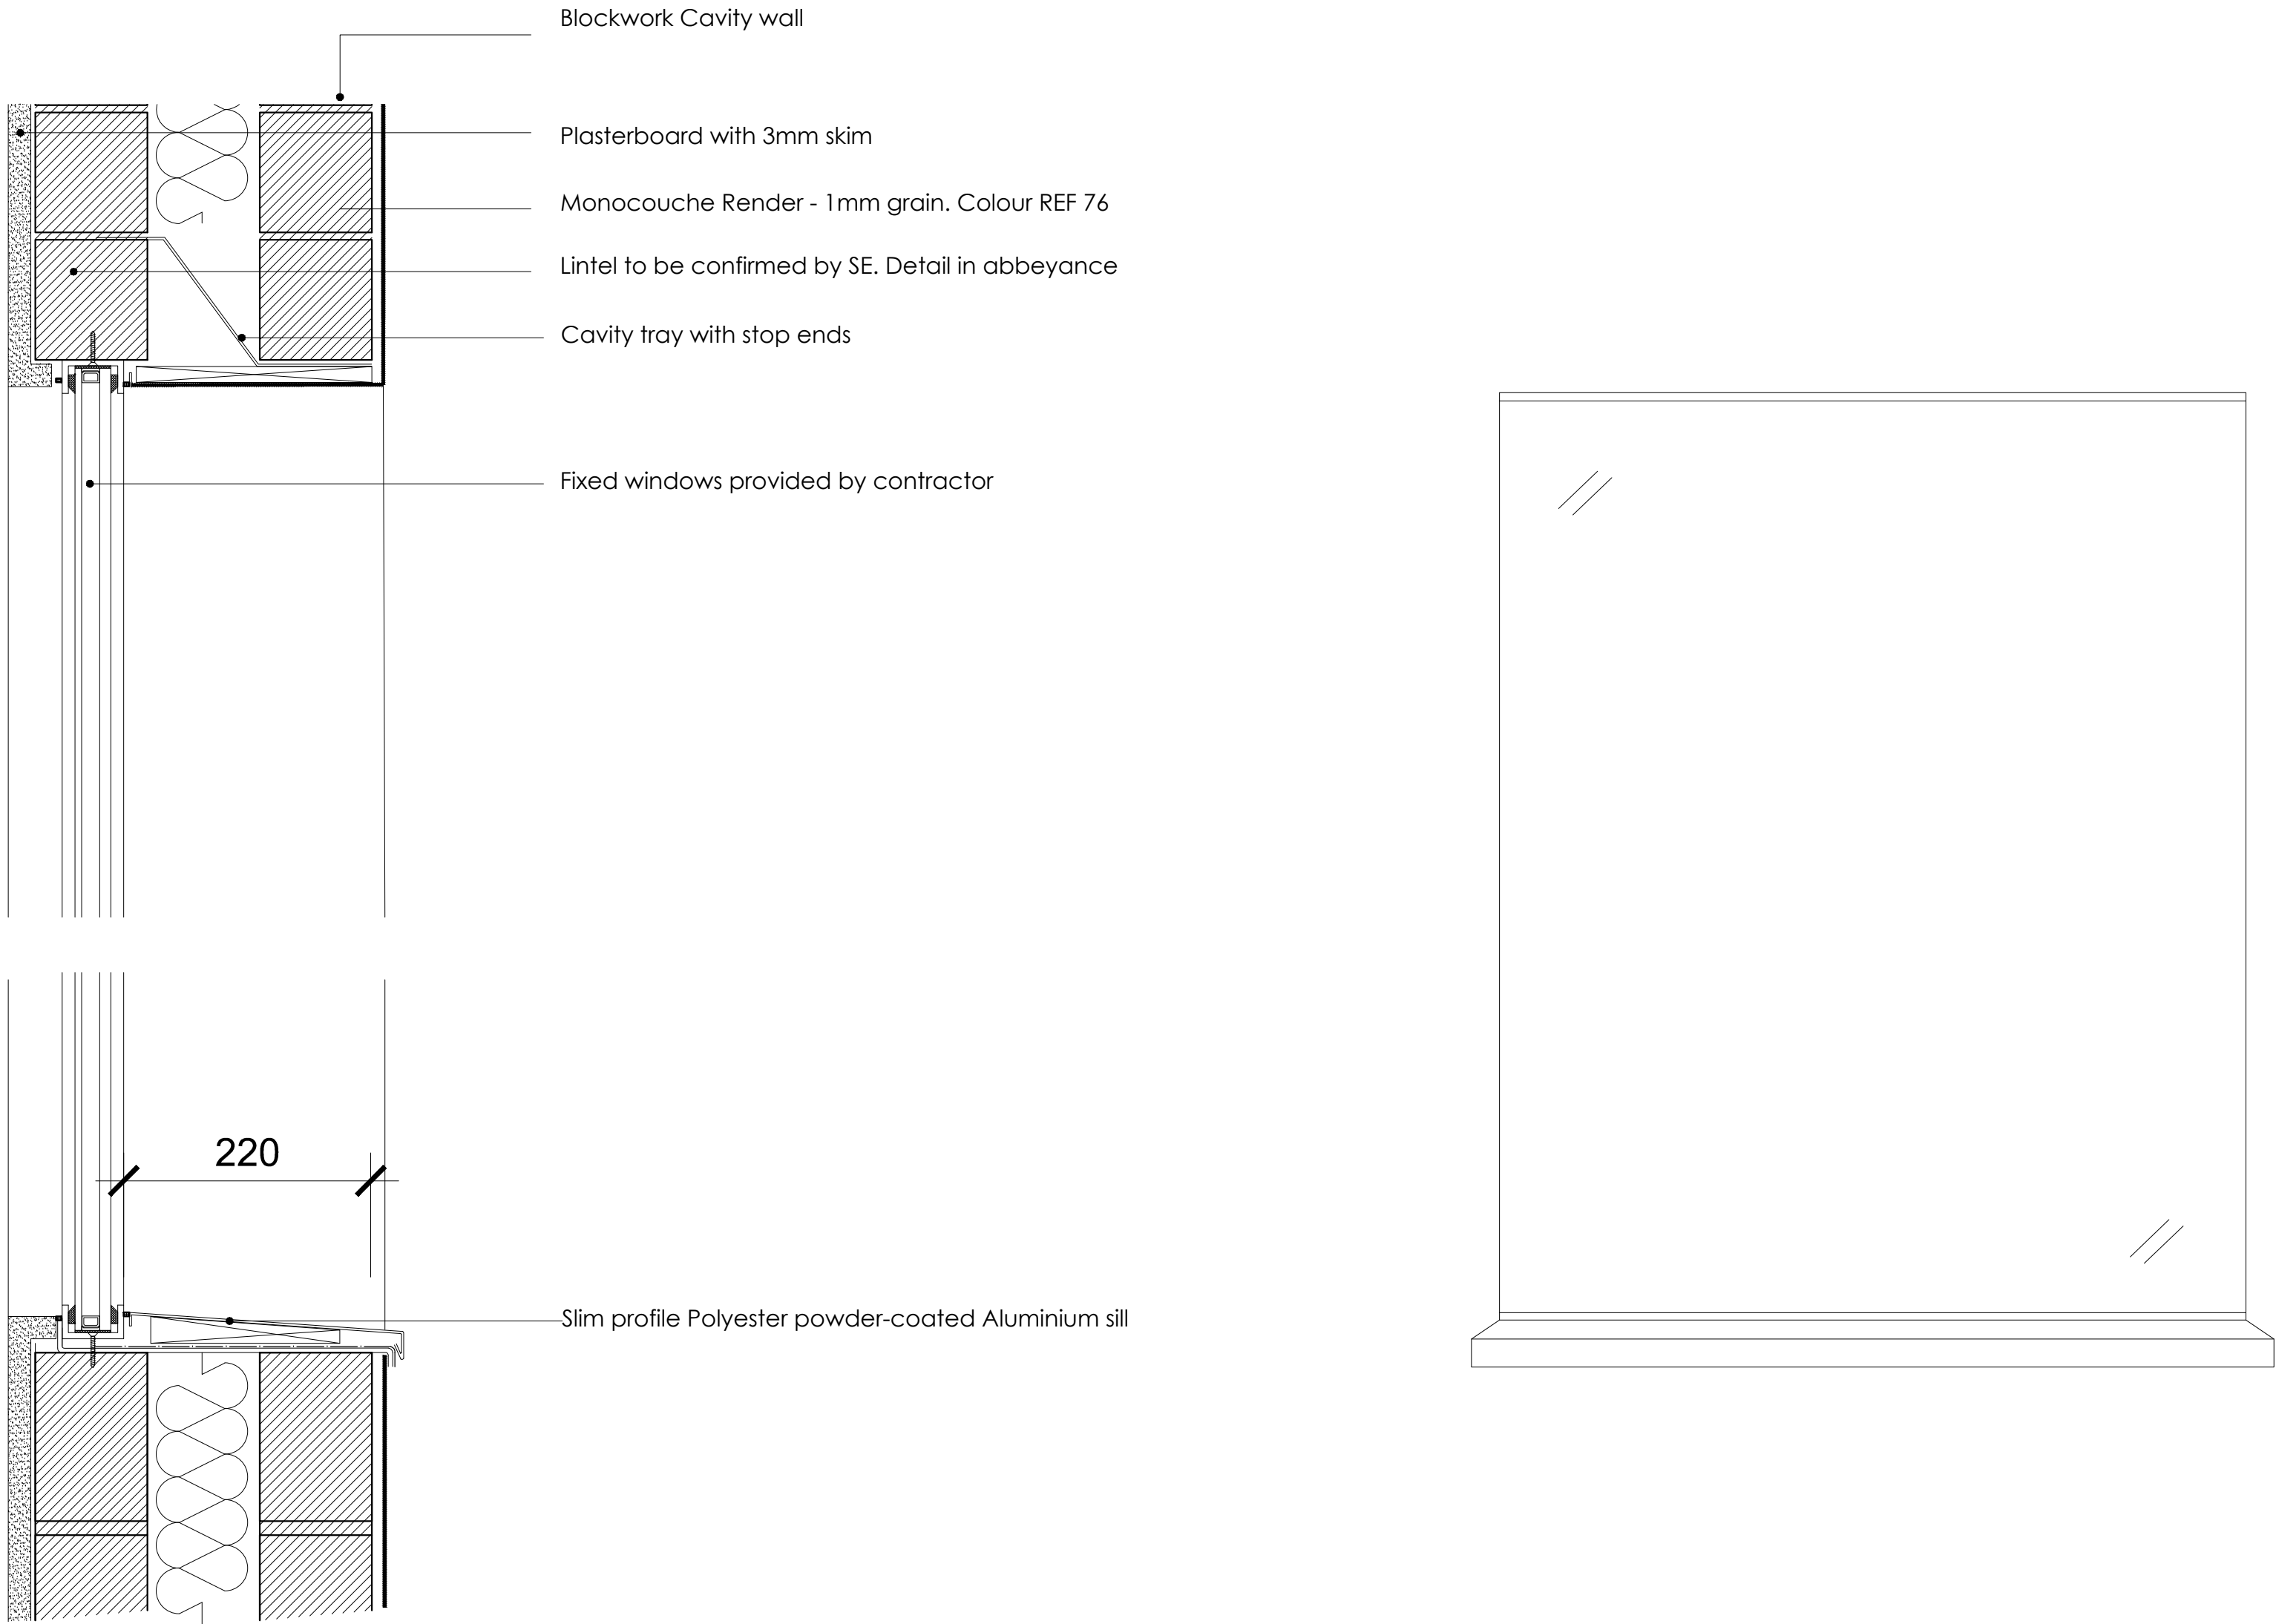 Blockwork Cavity wall
Plasterboard with 3mm skim
Monocouche Render - 1mm grain. Colour REF 76
Lintel to be confirmed by SE. Detail in abbeyance
Cavity tray with stop ends
Fixed windows provided by contractor
220
Slim profile Polyester powder-coated Aluminium sill